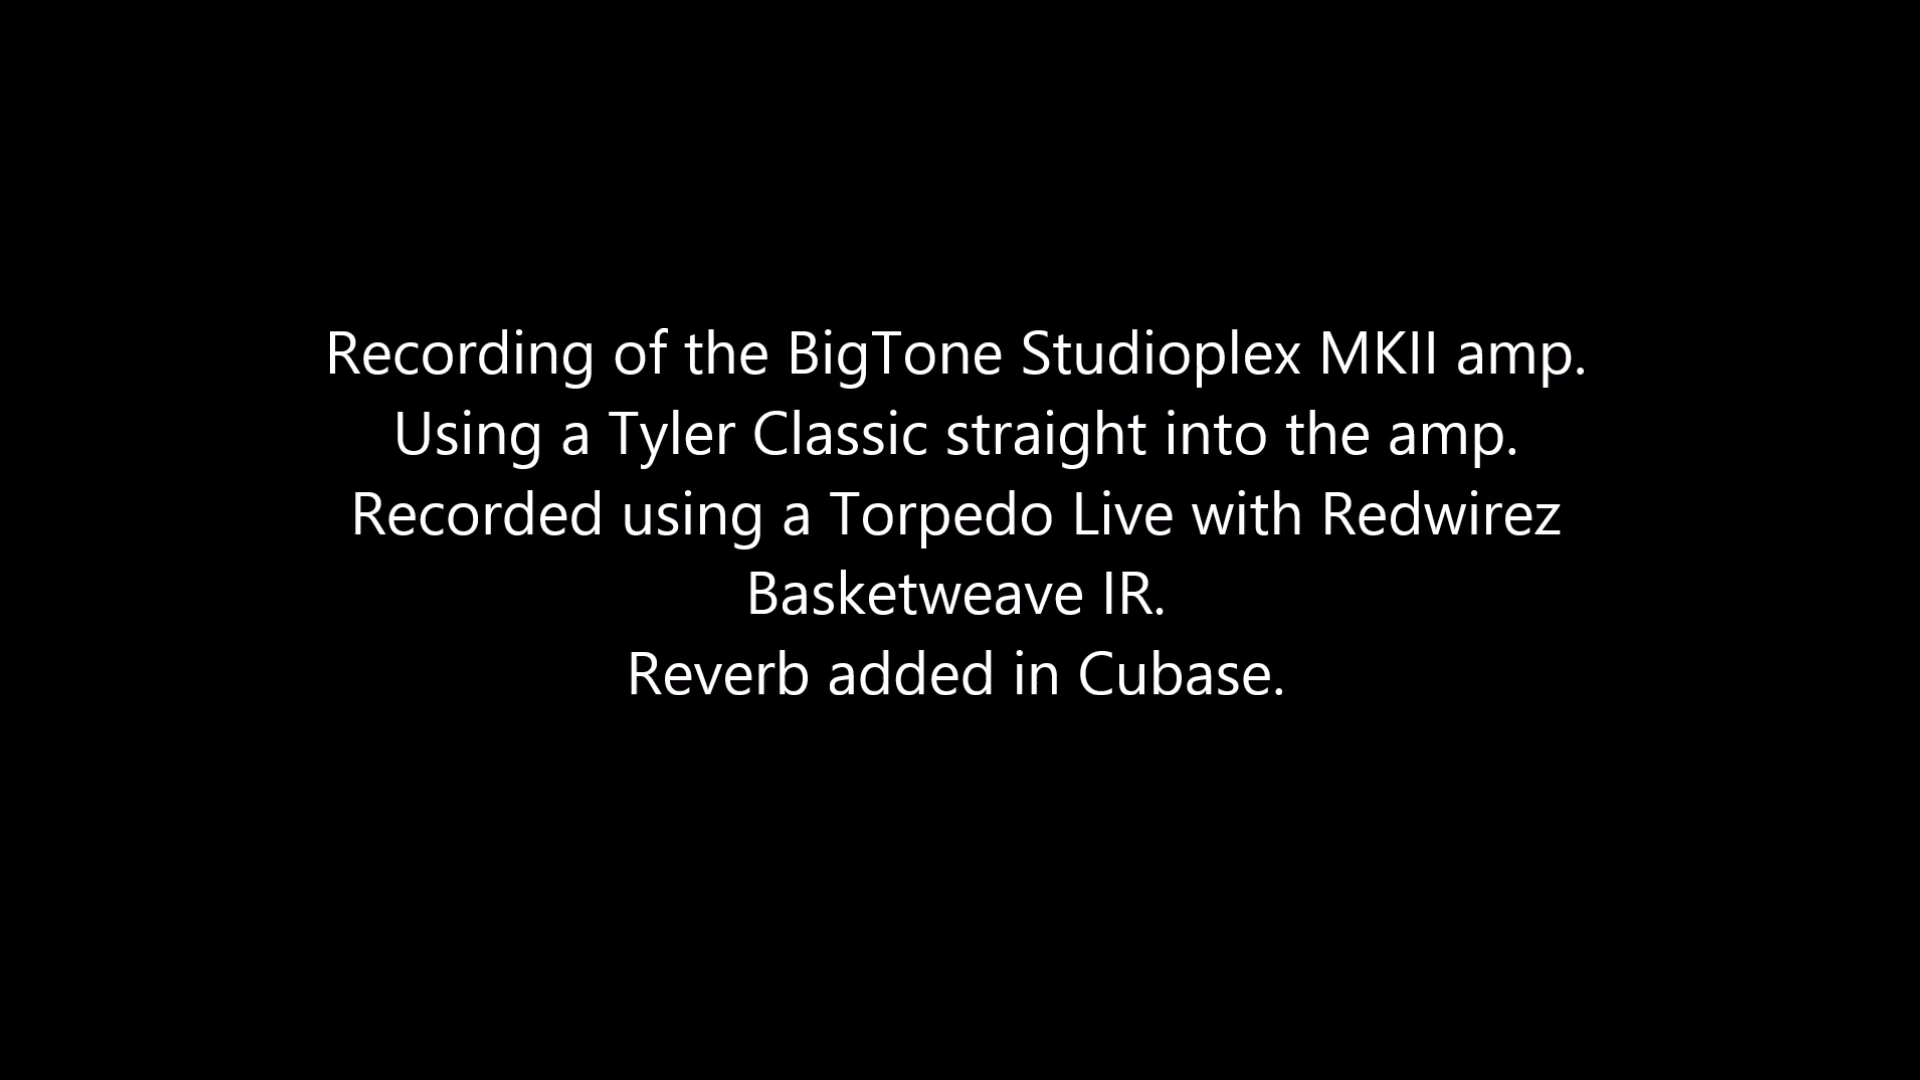 Recording of the BigTone Studioplex MKII amp.
Using a Tyler Classic straight into the amp.
Recorded using a Torpedo Live with Redwirez
Basketweave IR.
Reverb added in Cubase.